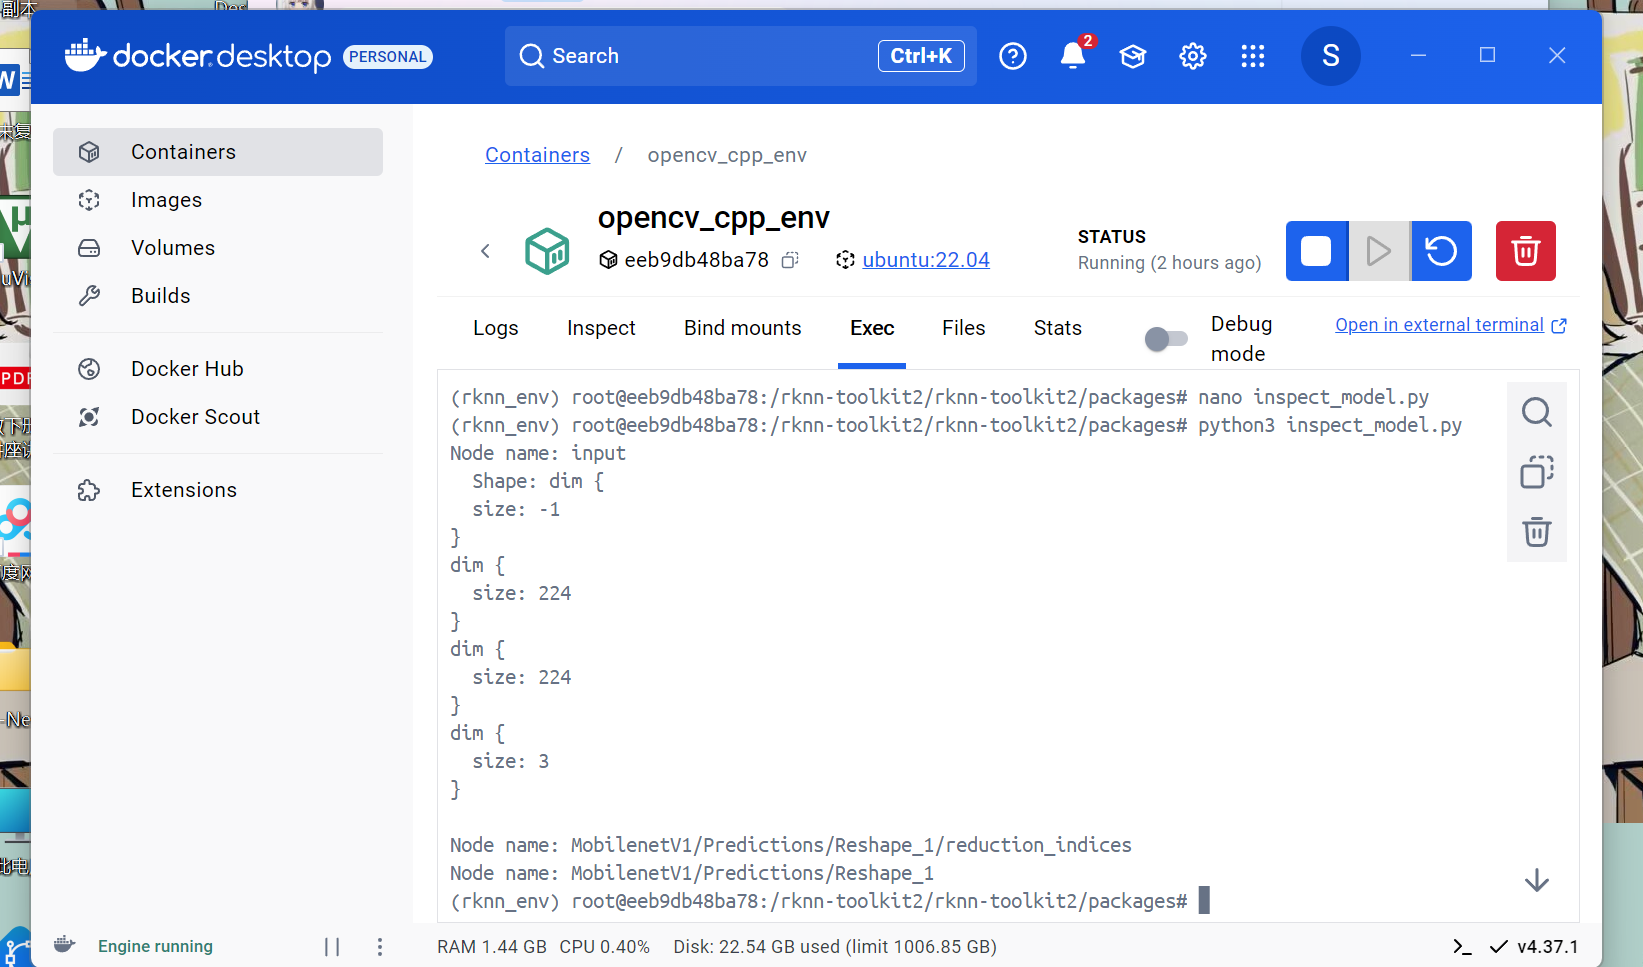 副本
docker desktop PERSONAL
Search Ctrl+K
2
S
W
Containers
Images
Volumes
Builds
Docker Hub
Docker Scout
Extensions
Containers / opencv_cpp_env
opencv_cpp_env
eeb9db48ba78 ubuntu:22.04
STATUS
Running (2 hours ago)
Logs Inspect Bind mounts Exec Files Stats Debug mode Open in external terminal
(rknn_env) root@eeb9db48ba78:/rknn-toolkit2/rknn-toolkit2/packages# nano inspect_model.py
(rknn_env) root@eeb9db48ba78:/rknn-toolkit2/rknn-toolkit2/packages# python3 inspect_model.py
Node name: input
  Shape: dim {
  size: -1
}
dim {
  size: 224
}
dim {
  size: 224
}
dim {
  size: 3
}
Node name: MobilenetV1/Predictions/Reshape_1/reduction_indices
Node name: MobilenetV1/Predictions/Reshape_1
(rknn_env) root@eeb9db48ba78:/rknn-toolkit2/rknn-toolkit2/packages#
Engine running
RAM 1.44 GB CPU 0.40% Disk: 22.54 GB used (limit 1006.85 GB)
v4.37.1